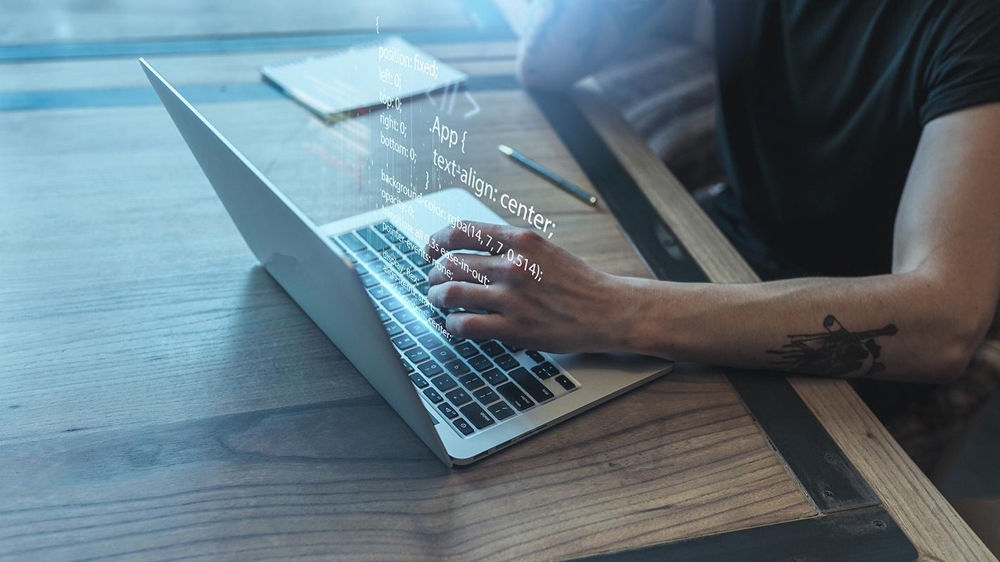 {
position: fixed;
left: 0;
top: 0;
right: 0;
bottom: 0;
background-color: rgba(14, 7, 7, 0.514);
opacity: 0;
transition: all 0.3s ease-in-out;
pointer-events: none;
display: flex;
align-items: start;
justify-content: center;
}
<//>
.App {
text-align: center;
}